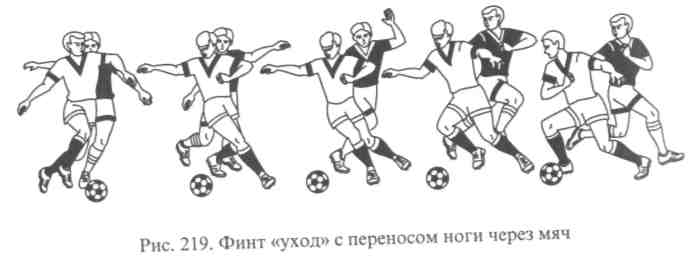 Рис. 219. Финт «уход» с переносом ноги через мяч